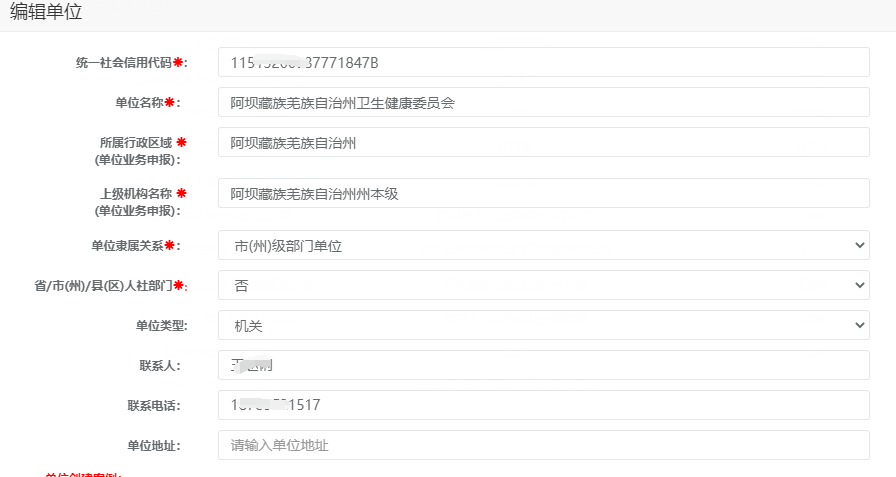 编辑单位
统一社会信用代码*:
单位名称*:
阿坝藏族羌族自治州卫生健康委员会
所属行政区域 *
(单位业务申报):
阿坝藏族羌族自治州
上级机构名称 *
(单位业务申报):
阿坝藏族羌族自治州州本级
单位隶属关系*:
市(州)级部门单位
省/市(州)/县(区)人社部门*:
否
单位类型:
机关
联系人:
联系电话:
单位地址:
请输入单位地址